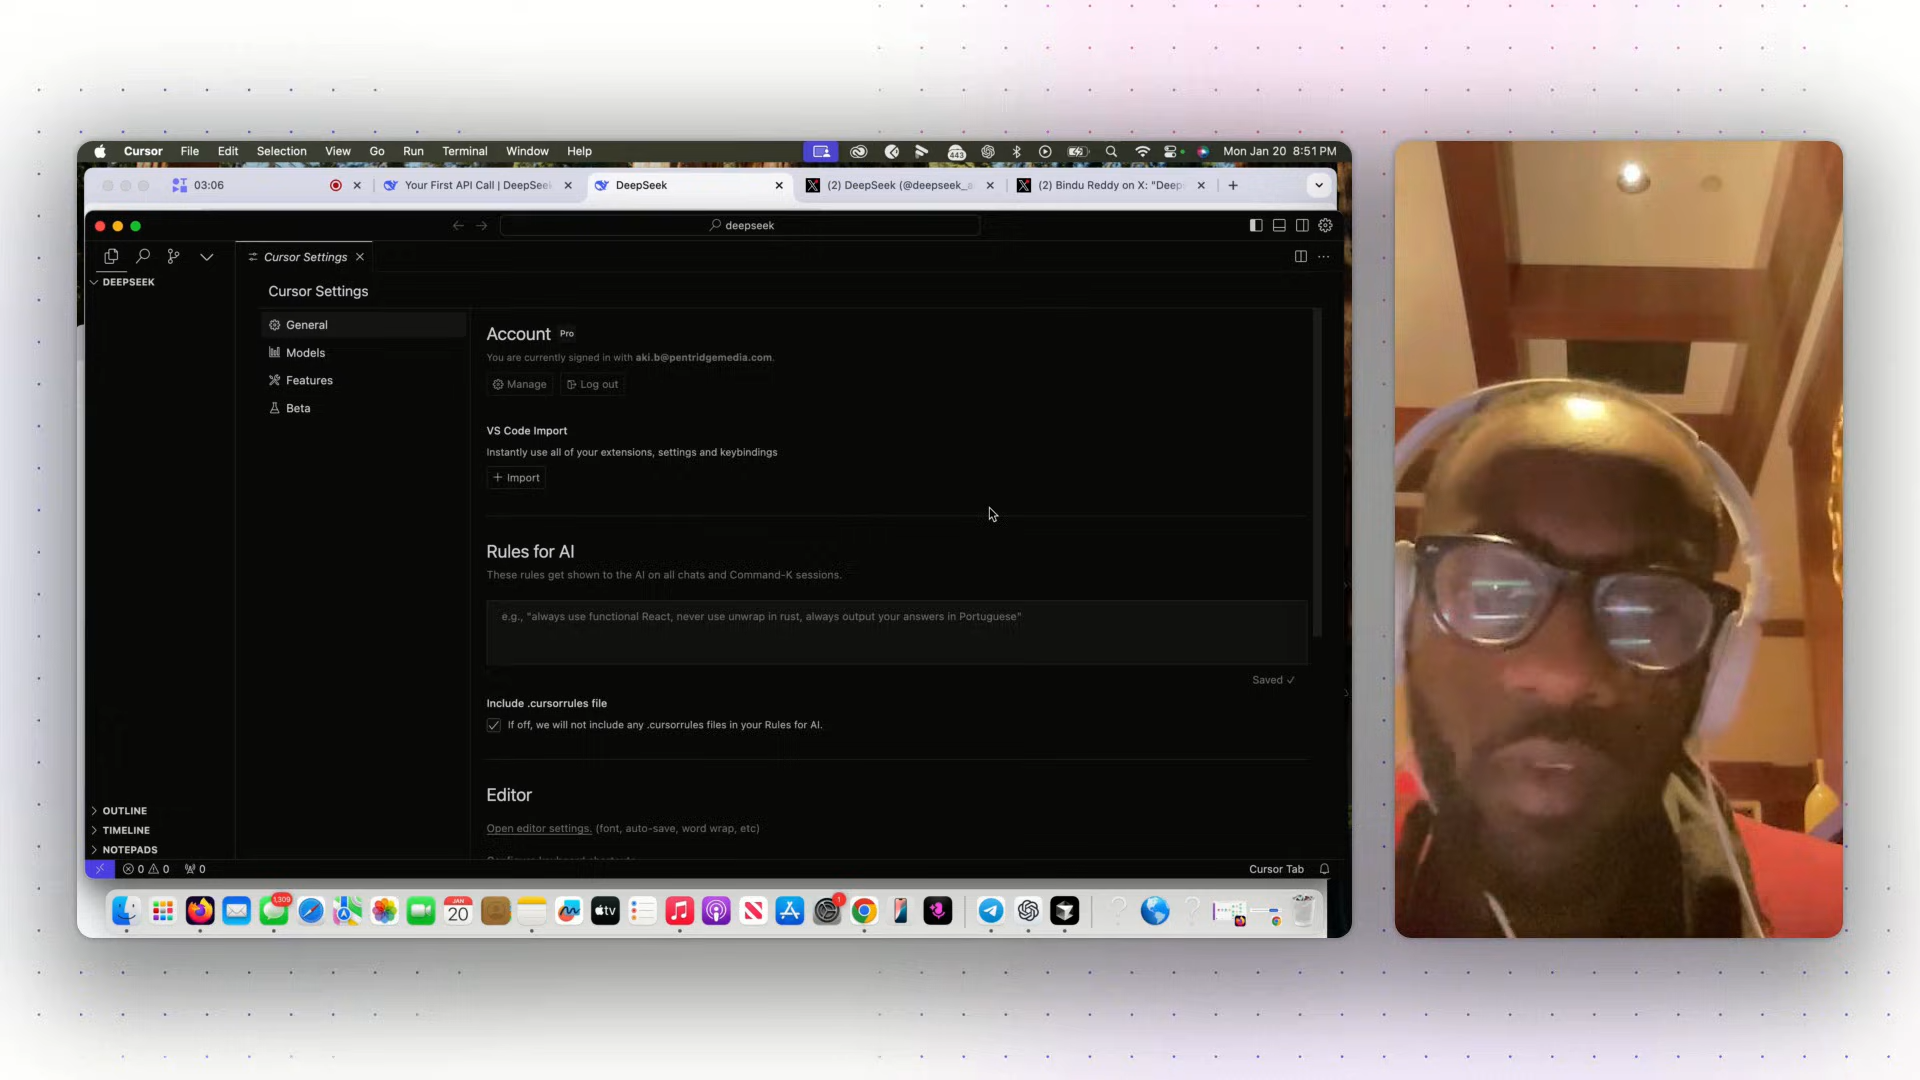 Cursor File Edit Selection View Go Run Terminal Window Help 443 Mon Jan 20 8:51 PM
03:06 Your First API Call | DeepSeek DeepSeek (2) DeepSeek (@deepseek_a (2) Bindu Reddy on X: "Deep
deepseek
Cursor Settings
DEEPSEEK
Cursor Settings
General
Models
Features
Beta
Account Pro
You are currently signed in with aki.b@pentridgemedia.com.
Manage Log out
VS Code Import
Instantly use all of your extensions, settings and keybindings
+ Import
Rules for AI
These rules get shown to the AI on all chats and Command-K sessions.
e.g., "always use functional React, never use unwrap in rust, always output your answers in Portuguese"
Saved ✓
Include .cursorrules file
If off, we will not include any .cursorrules files in your Rules for AI.
Editor
Open editor settings. (font, auto-save, word wrap, etc)
OUTLINE
TIMELINE
NOTEPADS
0 0 0 Cursor Tab
1,309 JAN 20 tv 1